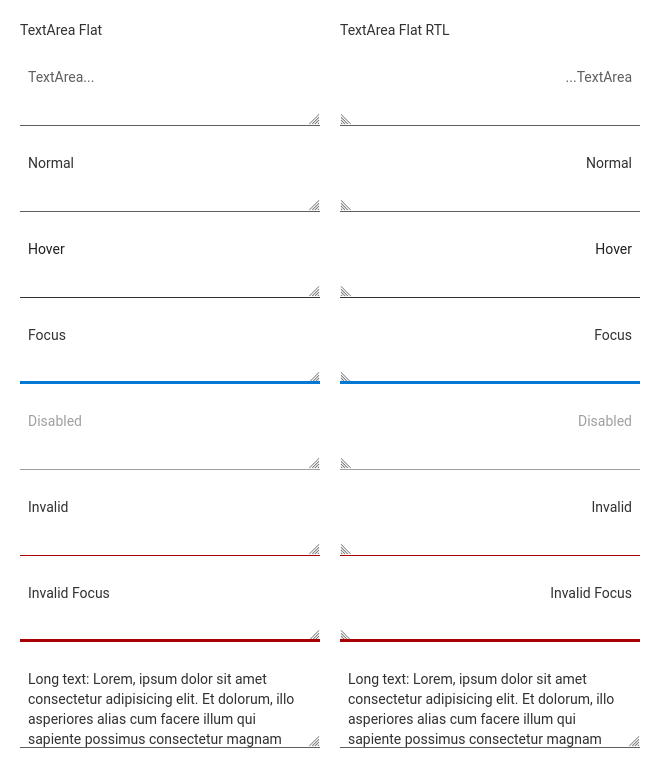 TextArea Flat
TextArea...
Normal
Hover
Focus
Disabled
Invalid
Invalid Focus
Long text: Lorem, ipsum dolor sit amet
consectetur adipisicing elit. Et dolorum, illo
asperiores alias cum facere illum qui
sapiente possimus consectetur magnam
TextArea Flat RTL
...TextArea
Normal
Hover
Focus
Disabled
Invalid
Invalid Focus
Long text: Lorem, ipsum dolor sit amet
consectetur adipisicing elit. Et dolorum, illo
asperiores alias cum facere illum qui
sapiente possimus consectetur magnam